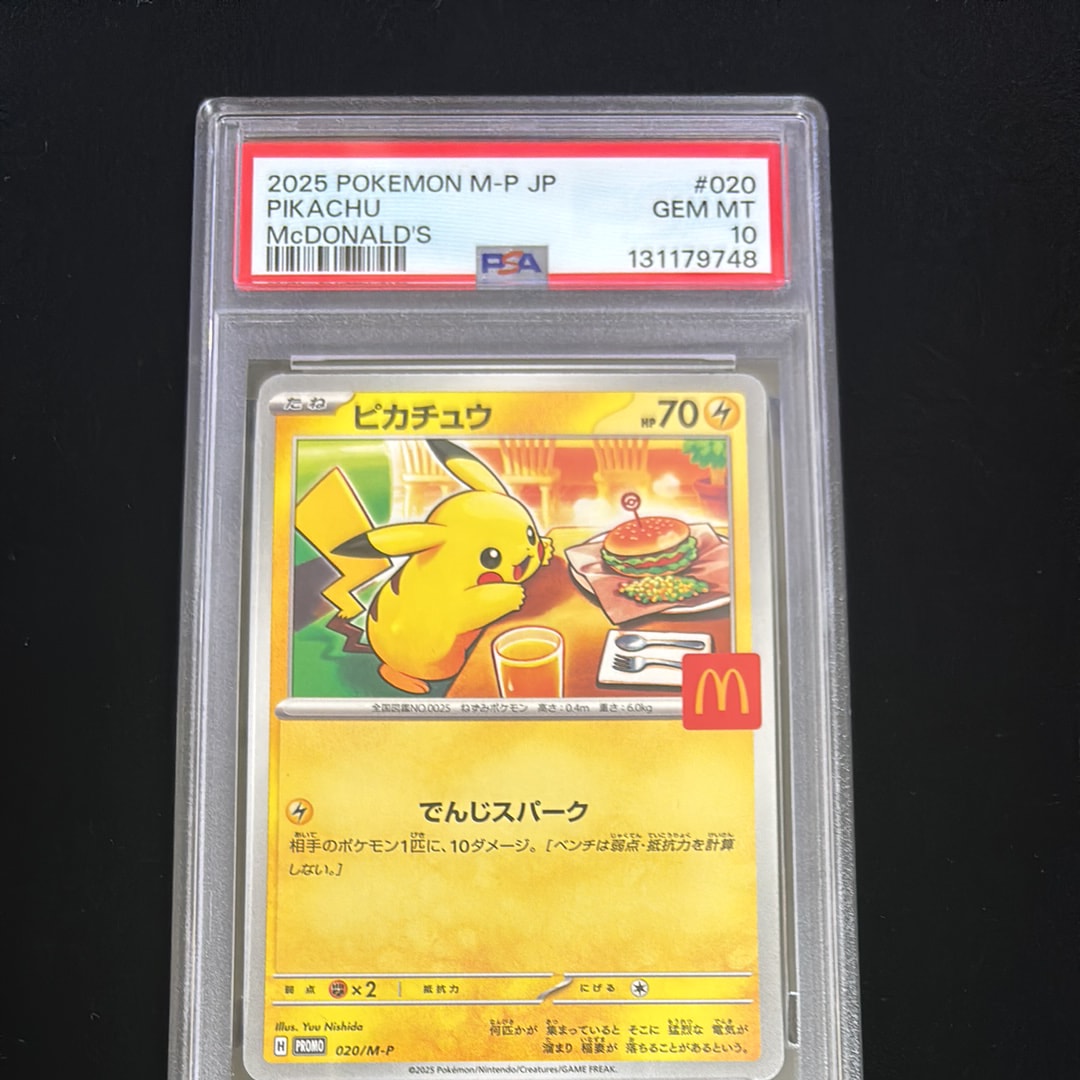 2025 POKEMON M-P JP #020
PIKACHU GEM MT
McDONALD'S 10
PSA 131179748
たね ピカチュウ HP70
全国図鑑NO.0025 ねずみポケモン 高さ:0.4m 重さ:6.0kg
でんじスパーク
相手のポケモン1匹に、10ダメージ。[ベンチは弱点・抵抗力を計算
しない。]
弱点 ×2 抵抗力 にげる
Illus. Yuu Nishida
何匹かが 集まっていると そこに 猛烈な 電気が
溜まり 稲妻が 落ちることがあるという。
H PROMO 020/M-P
©2025 Pokémon/Nintendo/Creatures/GAME FREAK.